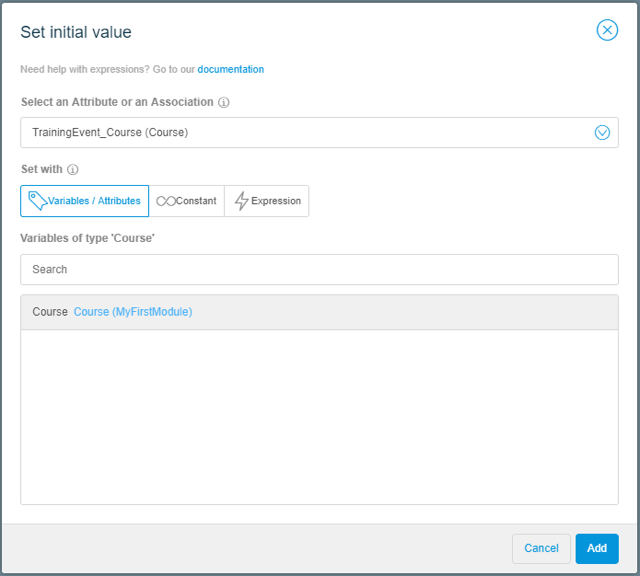 Set initial value
Need help with expressions? Go to our documentation
Select an Attribute or an Association
TrainingEvent_Course (Course)
Set with
Variables / Attributes Constant Expression
Variables of type 'Course'
Search
Course Course (MyFirstModule)
Cancel Add